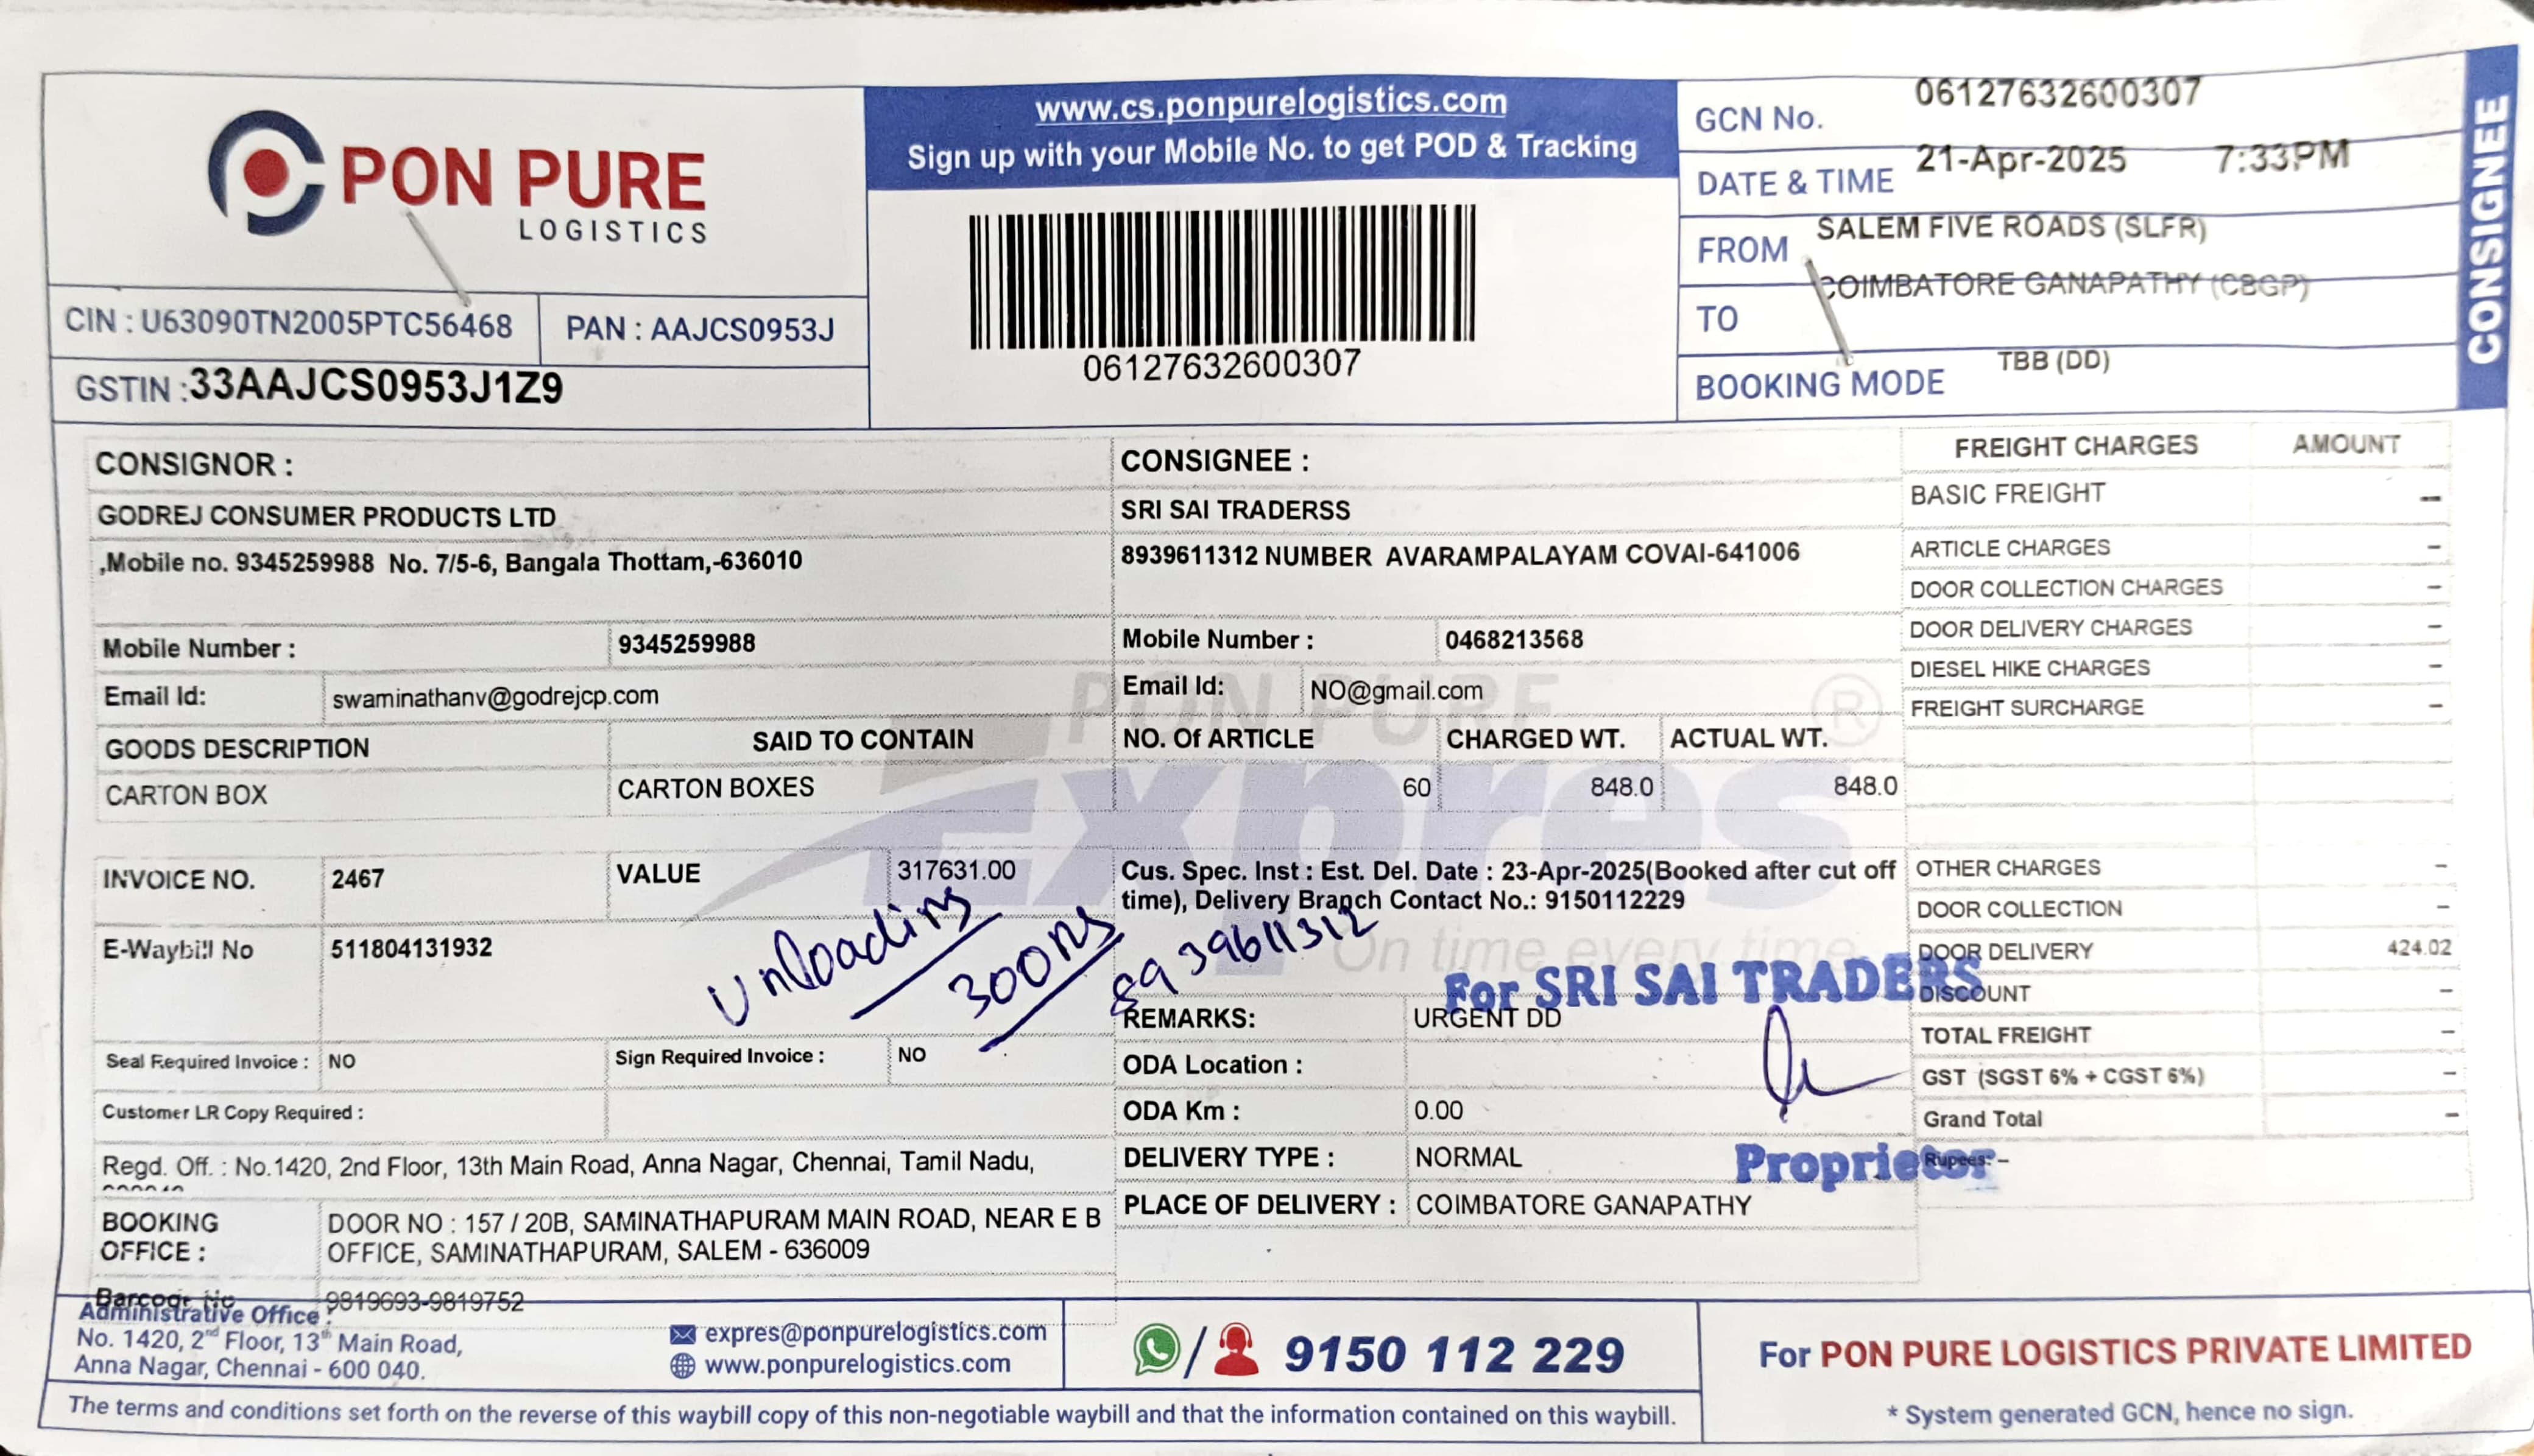 PON PURE
LOGISTICS
CIN : U63090TN2005PTC56468
PAN : AAJCS0953J
GSTIN :33AAJCS0953J1Z9
www.cs.ponpurelogistics.com
Sign up with your Mobile No. to get POD & Tracking
06127632600307
GCN No. 06127632600307
DATE & TIME 21-Apr-2025 7:33PM
FROM SALEM FIVE ROADS (SLFR)
TO COIMBATORE GANAPATHY (CBGP)
BOOKING MODE TBB (DD)
CONSIGNEE
CONSIGNOR :
GODREJ CONSUMER PRODUCTS LTD
,Mobile no. 9345259988 No. 7/5-6, Bangala Thottam,-636010
Mobile Number : 9345259988
Email Id: swaminathanv@godrejcp.com
CONSIGNEE :
SRI SAI TRADERSS
8939611312 NUMBER AVARAMPALAYAM COVAI-641006
Mobile Number : 0468213568
Email Id: NO@gmail.com
GOODS DESCRIPTION SAID TO CONTAIN NO. Of ARTICLE CHARGED WT. ACTUAL WT.
CARTON BOX CARTON BOXES 60 848.0 848.0
PON PURE ®
Expres
On time every time
INVOICE NO. 2467 VALUE 317631.00
E-Waybill No 511804131932
unloading
300rs
8939611312
Seal Required Invoice : NO Sign Required Invoice : NO
Customer LR Copy Required :
Regd. Off. : No.1420, 2nd Floor, 13th Main Road, Anna Nagar, Chennai, Tamil Nadu,
BOOKING OFFICE : DOOR NO : 157 / 20B, SAMINATHAPURAM MAIN ROAD, NEAR E B
OFFICE, SAMINATHAPURAM, SALEM - 636009
9819693-9819752
Cus. Spec. Inst : Est. Del. Date : 23-Apr-2025(Booked after cut off
time), Delivery Branch Contact No.: 9150112229
For SRI SAI TRADERS
REMARKS: URGENT DD
ODA Location :
ODA Km : 0.00
DELIVERY TYPE : NORMAL
Proprietor
PLACE OF DELIVERY : COIMBATORE GANAPATHY
FREIGHT CHARGES AMOUNT
BASIC FREIGHT –
ARTICLE CHARGES –
DOOR COLLECTION CHARGES –
DOOR DELIVERY CHARGES –
DIESEL HIKE CHARGES –
FREIGHT SURCHARGE –
OTHER CHARGES –
DOOR COLLECTION –
DOOR DELIVERY 424.02
DISCOUNT –
TOTAL FREIGHT –
GST (SGST 6% + CGST 6%) –
Grand Total –
Rupees: –
Administrative Office :
No. 1420, 2nd Floor, 13th Main Road,
Anna Nagar, Chennai - 600 040.
expres@ponpurelogistics.com
www.ponpurelogistics.com
/ 9150 112 229
For PON PURE LOGISTICS PRIVATE LIMITED
* System generated GCN, hence no sign.
The terms and conditions set forth on the reverse of this waybill copy of this non-negotiable waybill and that the information contained on this waybill.